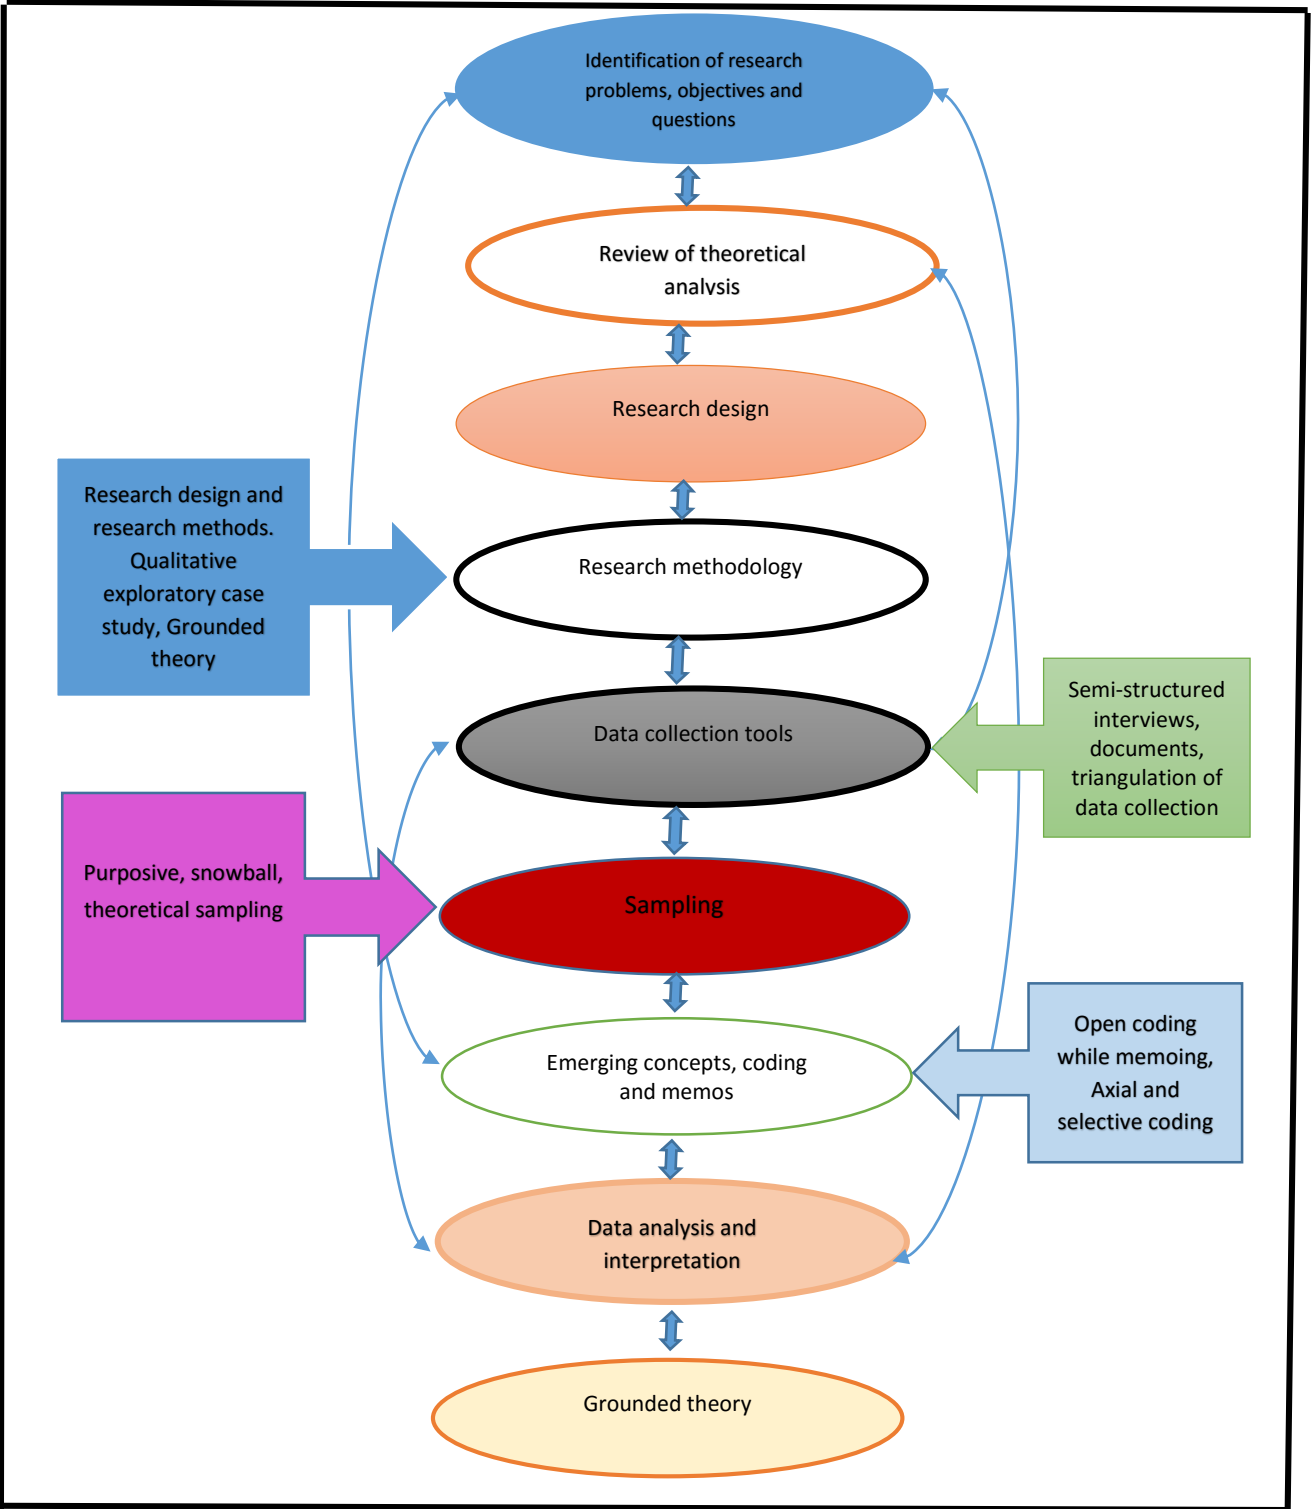 Identification of research
problems, objectives and
questions
Review of theoretical
analysis
Research design
Research design and
research methods.
Qualitative
exploratory case
study, Grounded
theory
Research methodology
Semi-structured
interviews,
documents,
triangulation of
data collection
Data collection tools
Purposive, snowball,
theoretical sampling
Sampling
Open coding
while memoing,
Axial and
selective coding
Emerging concepts, coding
and memos
Data analysis and
interpretation
Grounded theory